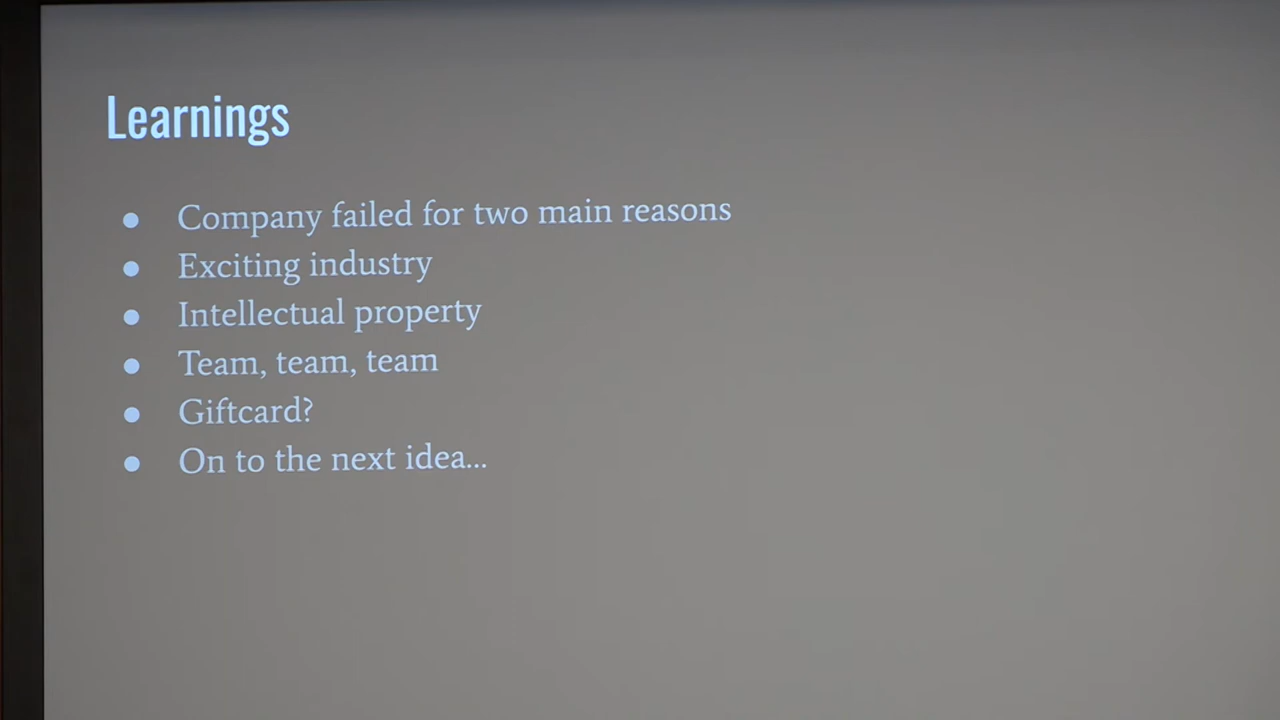 Learnings
● Company failed for two main reasons
● Exciting industry
● Intellectual property
● Team, team, team
● Giftcard?
● On to the next idea...